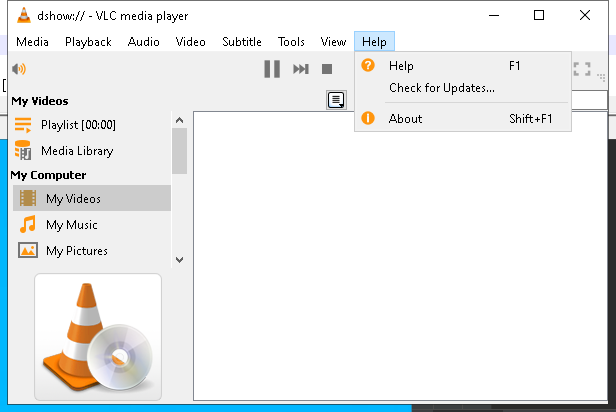 dshow:// - VLC media player
Media Playback Audio Video Subtitle Tools View Help
Help F1
Check for Updates...
About Shift+F1
My Videos
Playlist [00:00]
Media Library
My Computer
My Videos
My Music
My Pictures